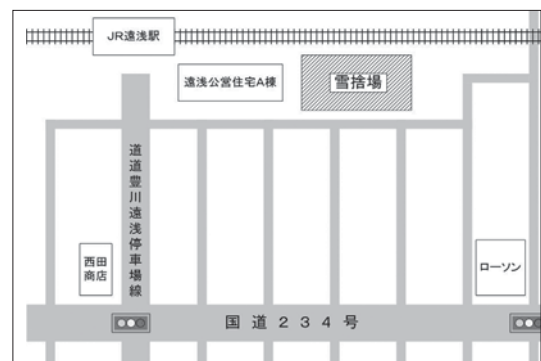 JR遠浅駅
遠浅公営住宅A棟
雪捨場
道道豊川遠浅停車場線
西田
商店
ローソン
国道234号